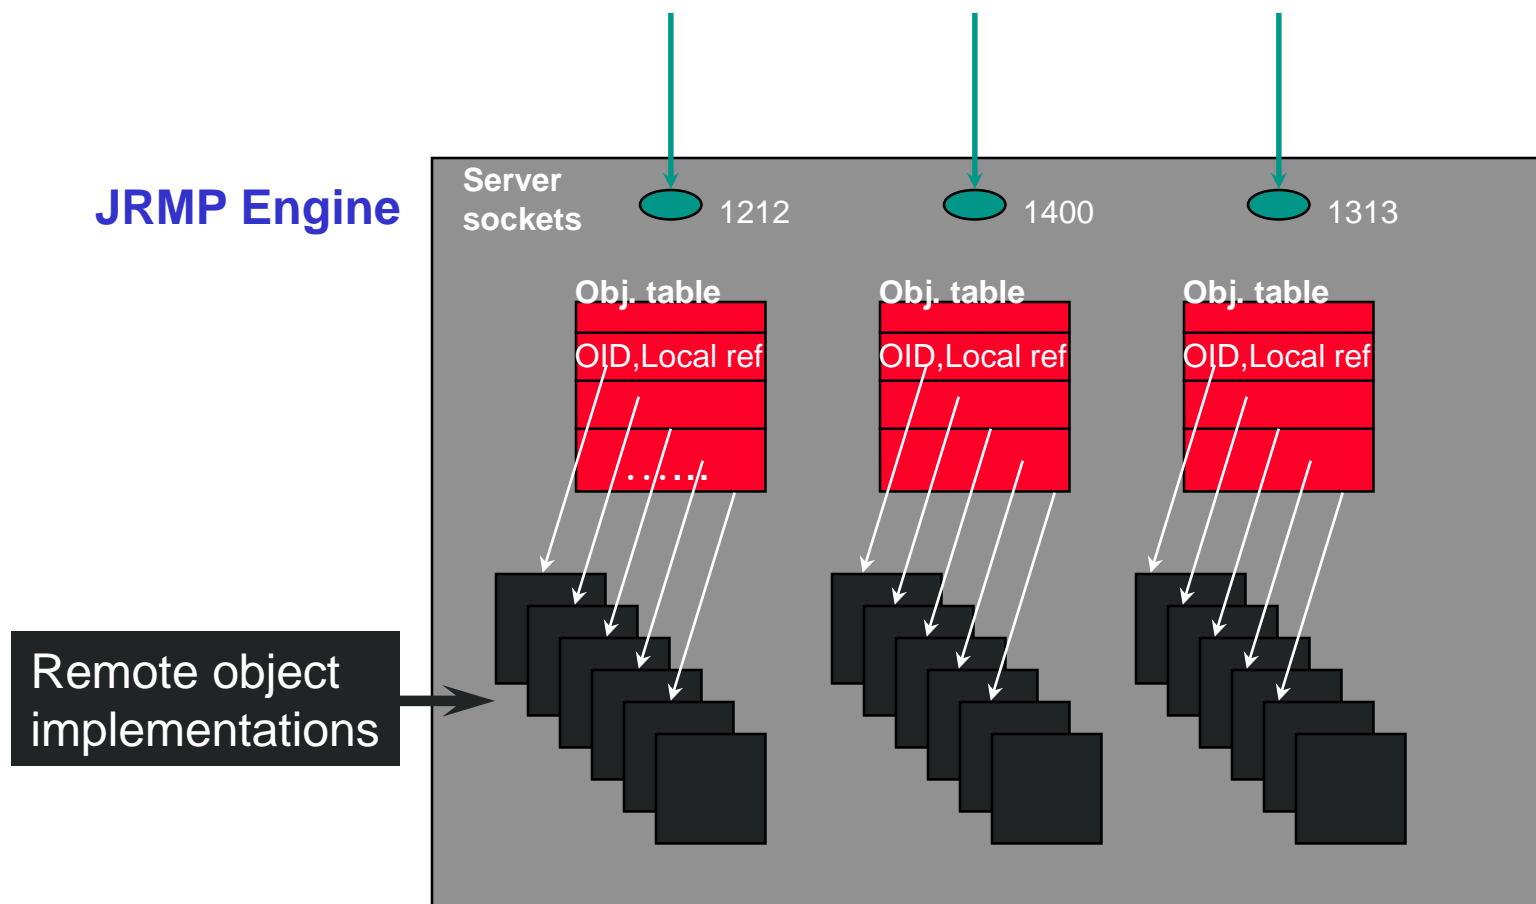 JRMP Engine
Server
sockets
1212
1400
1313
Obj. table
Obj. table
Obj. table
OID,Local ref
OID,Local ref
OID,Local ref
......
Remote object
implementations